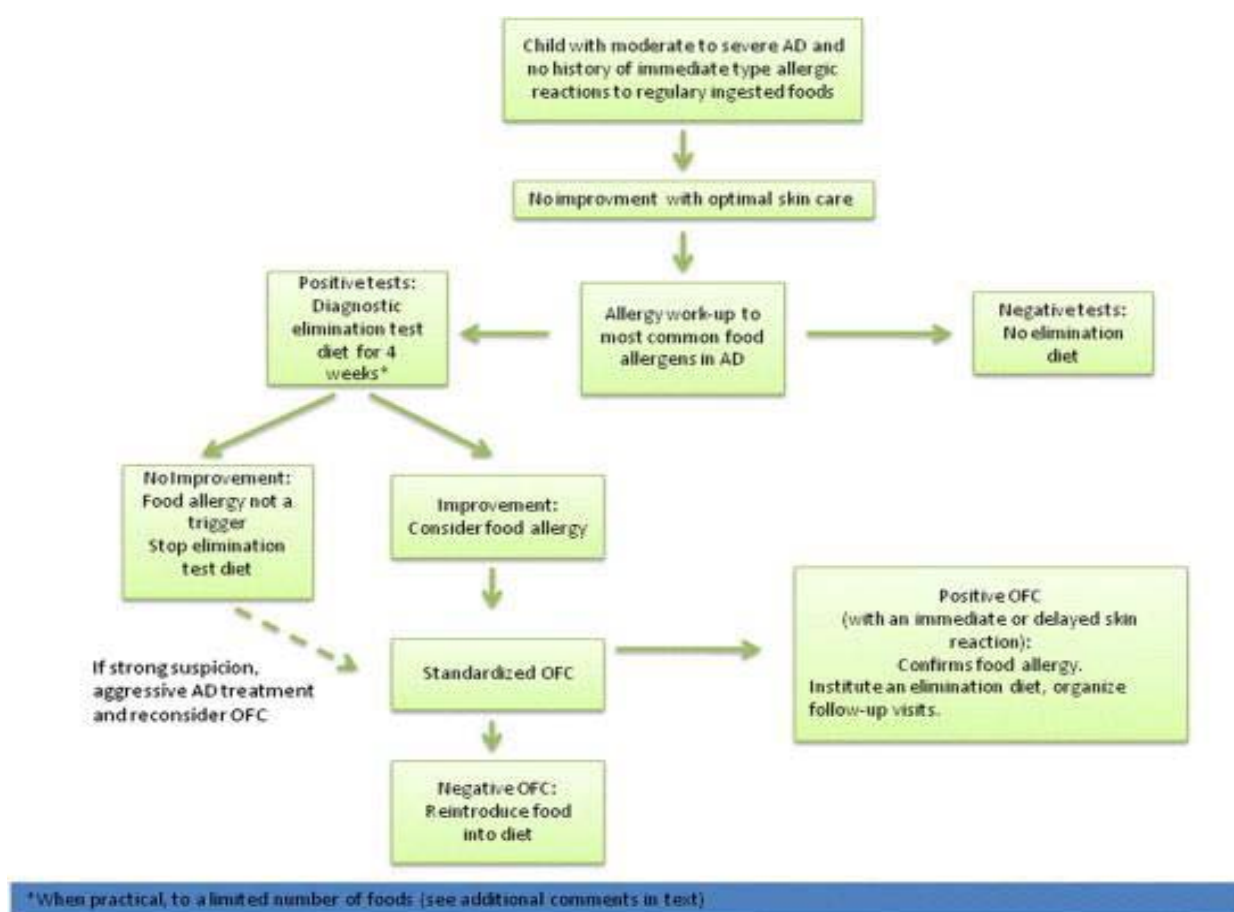 Child with moderate to severe AD and
no history of immediate type allergic
reactions to regulary ingested foods
No improvment with optimal skin care
Positive tests:
Diagnostic
elimination test
diet for 4
weeks*
Allergy work-up to
most common food
allergens in AD
Negative tests:
No elimination
diet
No Improvement:
Food allergy not a
trigger
Stop elimination
test diet
Improvement:
Consider food allergy
If strong suspicion,
aggressive AD treatment
and reconsider OFC
Standardized OFC
Positive OFC
(with an immediate or delayed skin
reaction):
Confirms food allergy.
Institute an elimination diet, organize
follow-up visits.
Negative OFC:
Reintroduce food
into diet
*When practical, to a limited number of foods (see additional comments in text)